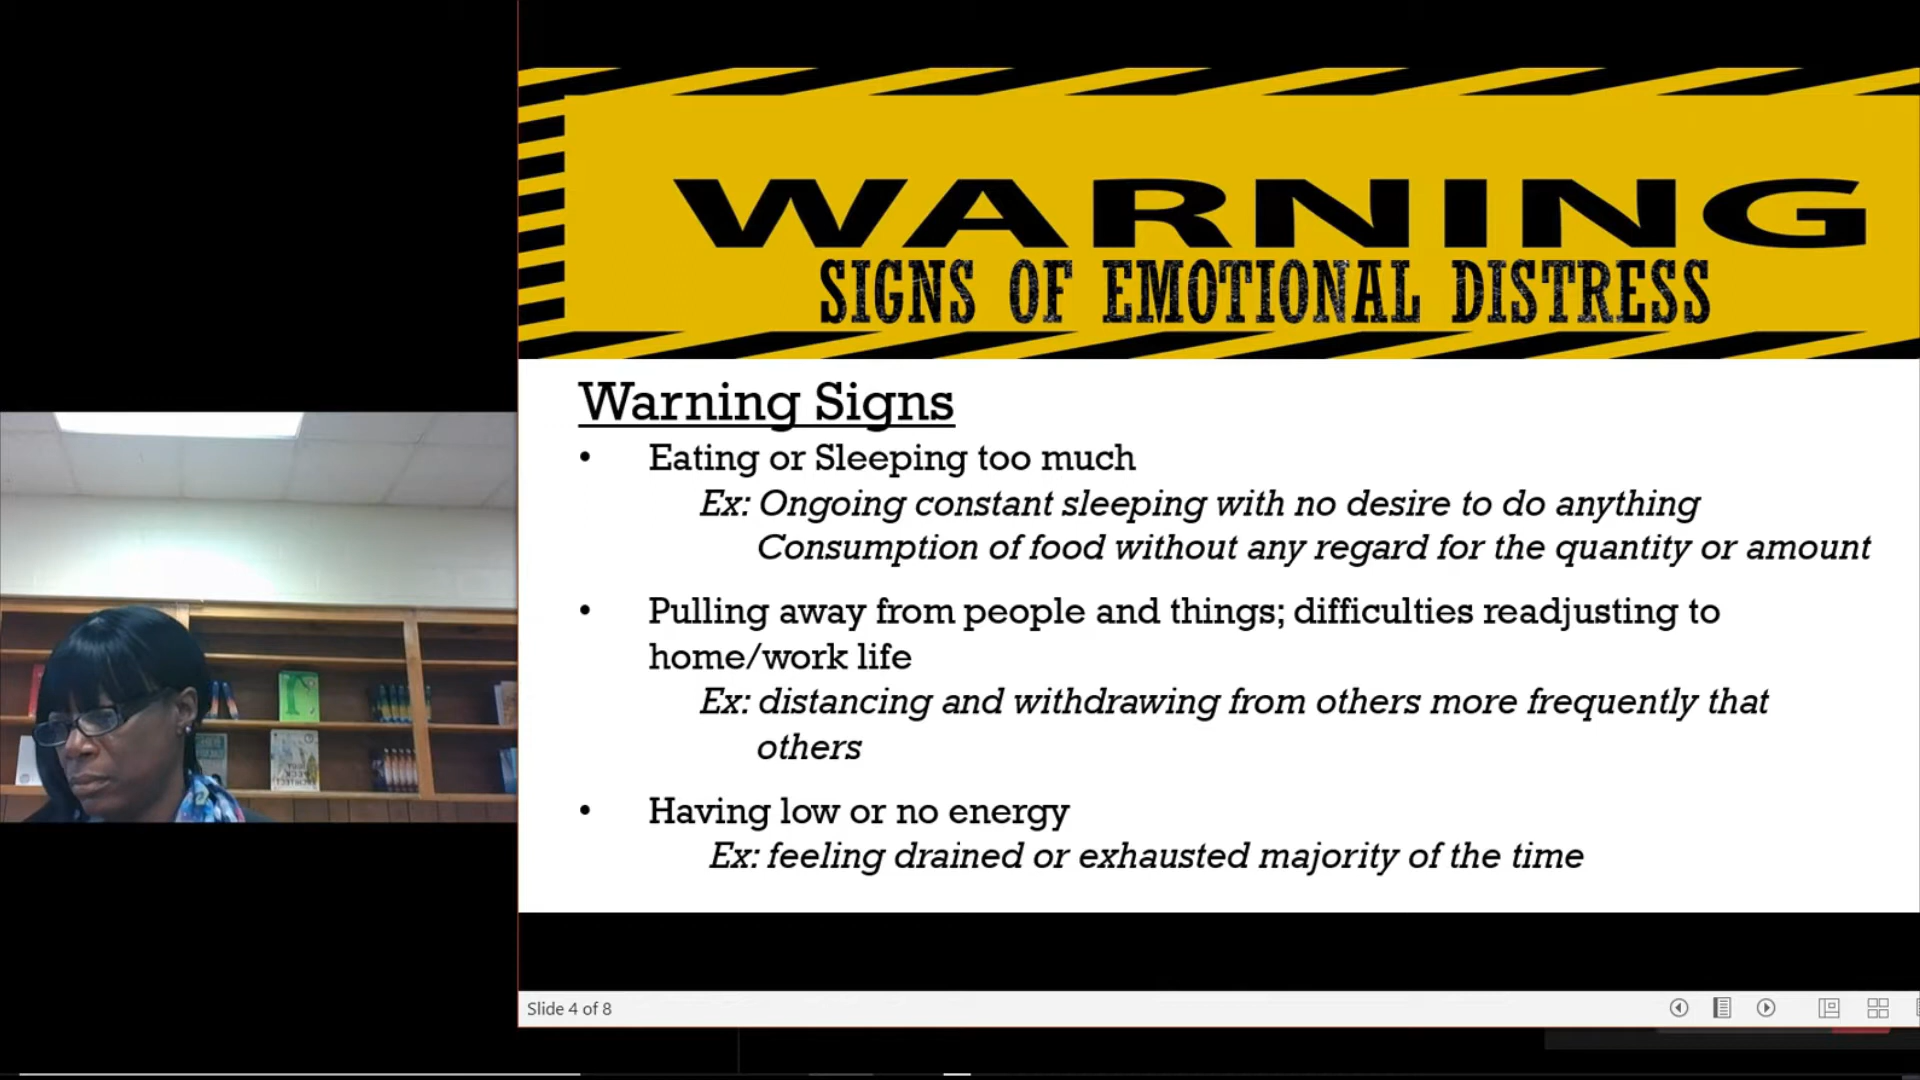 WARNING
SIGNS OF EMOTIONAL DISTRESS
Warning Signs
• Eating or Sleeping too much
Ex: Ongoing constant sleeping with no desire to do anything
Consumption of food without any regard for the quantity or amount
• Pulling away from people and things; difficulties readjusting to
home/work life
Ex: distancing and withdrawing from others more frequently that
others
• Having low or no energy
Ex: feeling drained or exhausted majority of the time
Slide 4 of 8